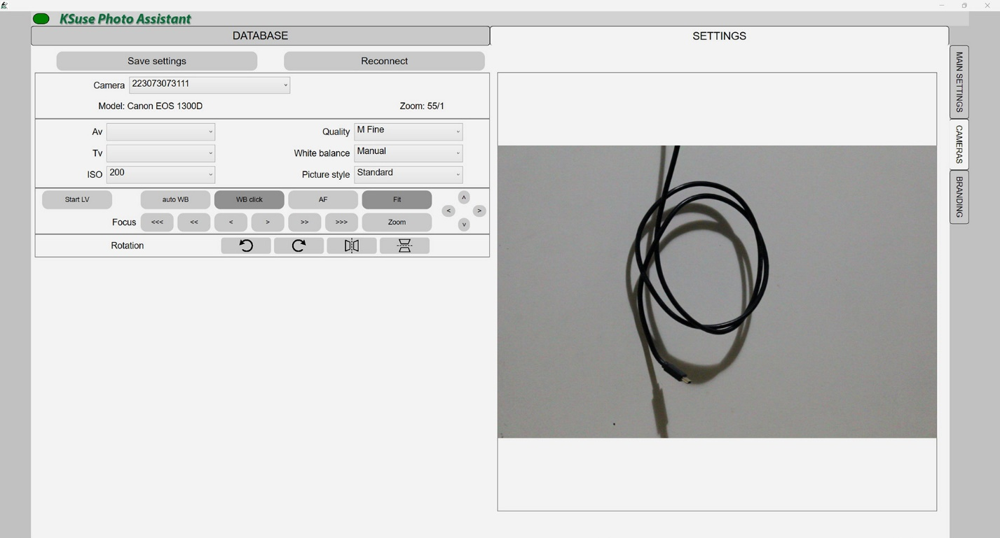 KSuse Photo Assistant
DATABASE
SETTINGS
Save settings
Reconnect
Camera 223073073111
Model: Canon EOS 1300D Zoom: 55/1
Av Quality M Fine
Tv White balance Manual
ISO 200 Picture style Standard
Start LV auto WB WB click AF Fit
Focus <<< << < > >> >>> Zoom
Rotation
MAIN SETTINGS
CAMERAS
BRANDING